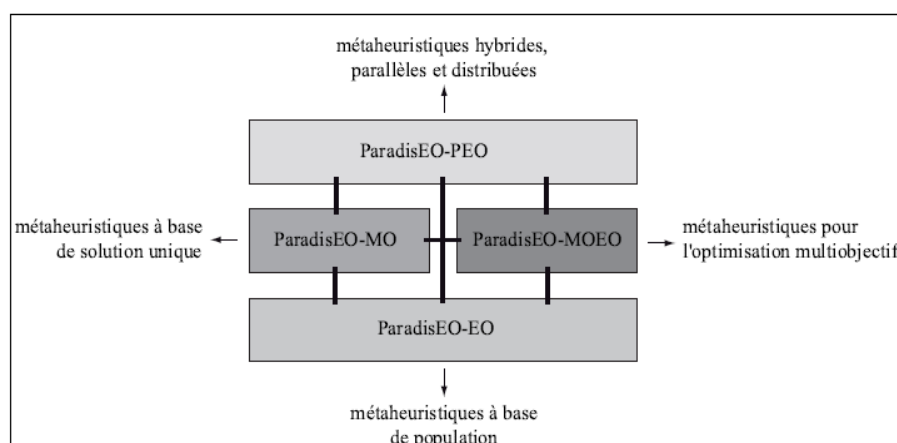 métaheuristiques hybrides,
parallèles et distribuées
ParadisEO-PEO
métaheuristiques à base
de solution unique
ParadisEO-MO
ParadisEO-MOEO
métaheuristiques pour
l'optimisation multiobjectif
ParadisEO-EO
métaheuristiques à base
de population